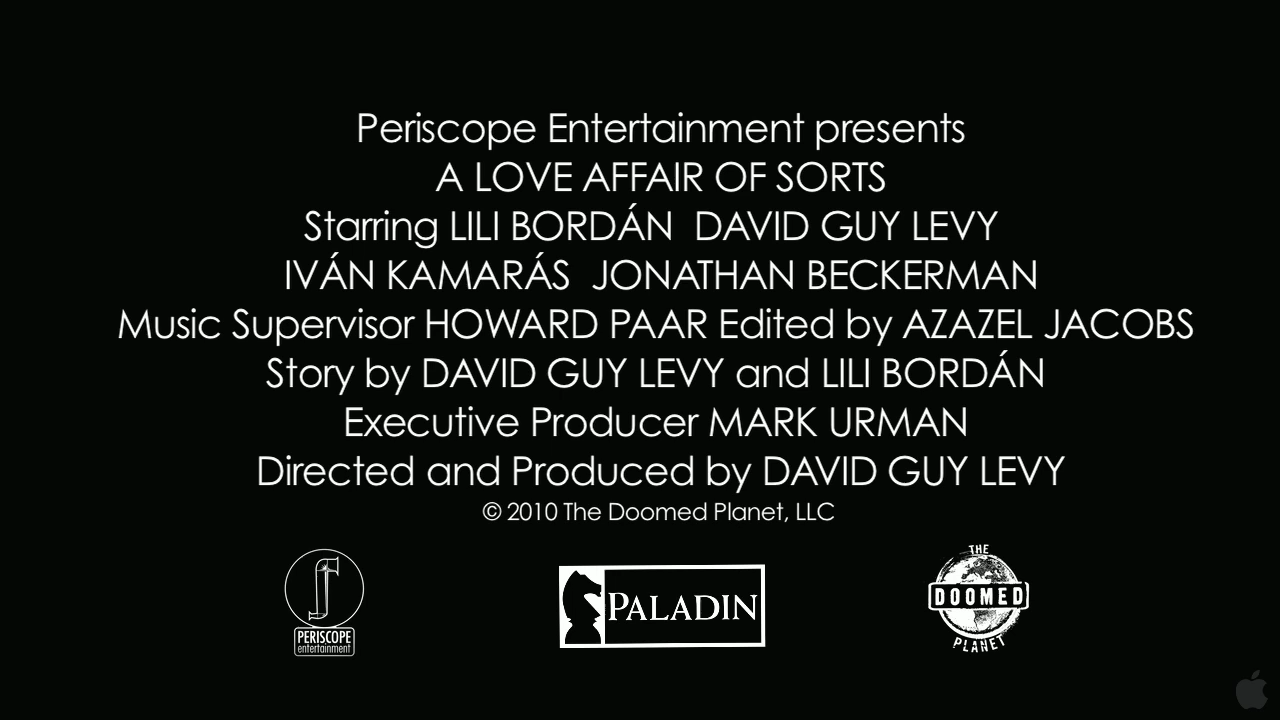 Periscope Entertainment presents
A LOVE AFFAIR OF SORTS
Starring LILI BORDÁN  DAVID GUY LEVY
IVÁN KAMARÁS  JONATHAN BECKERMAN
Music Supervisor HOWARD PAAR Edited by AZAZEL JACOBS
Story by DAVID GUY LEVY and LILI BORDÁN
Executive Producer MARK URMAN
Directed and Produced by DAVID GUY LEVY
© 2010 The Doomed Planet, LLC
PERISCOPE
entertainment
PALADIN
THE
DOOMED
PLANET